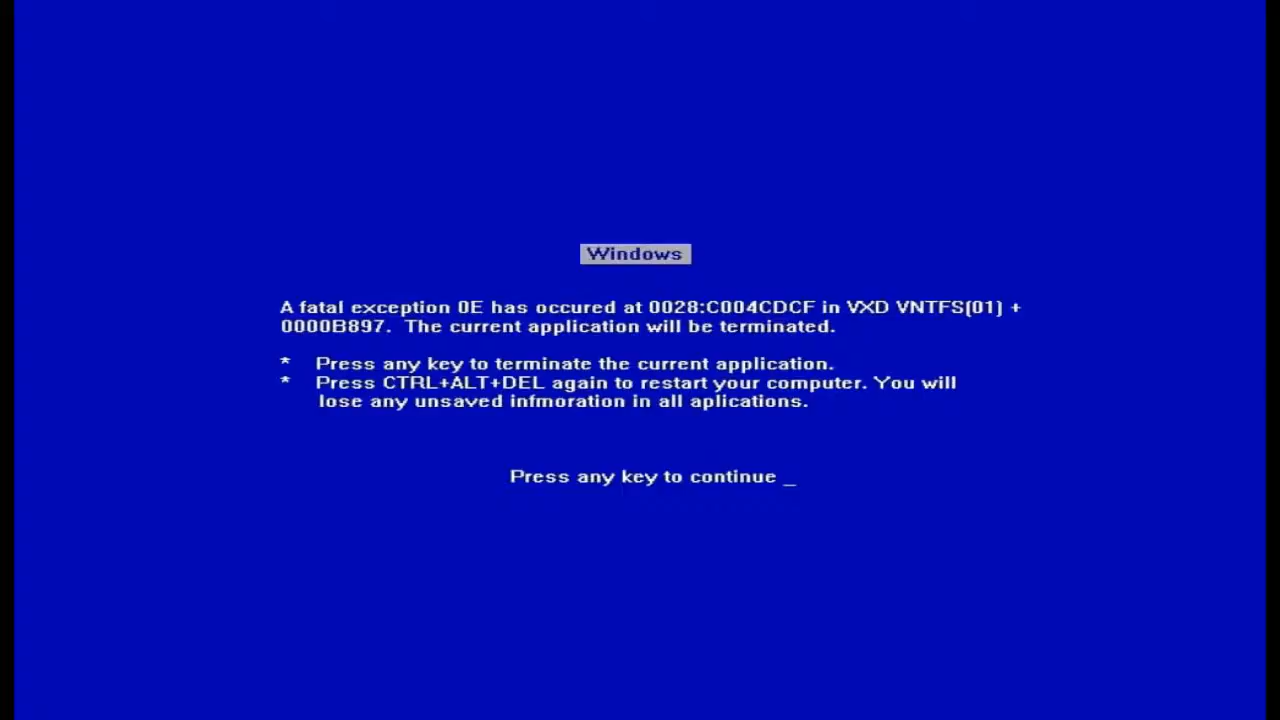 Windows
A fatal exception 0E has occured at 0028:C004CDCF in VXD VNTFS(01) +
0000B897. The current application will be terminated.
* Press any key to terminate the current application.
* Press CTRL+ALT+DEL again to restart your computer. You will
lose any unsaved infmoration in all aplications.
Press any key to continue _